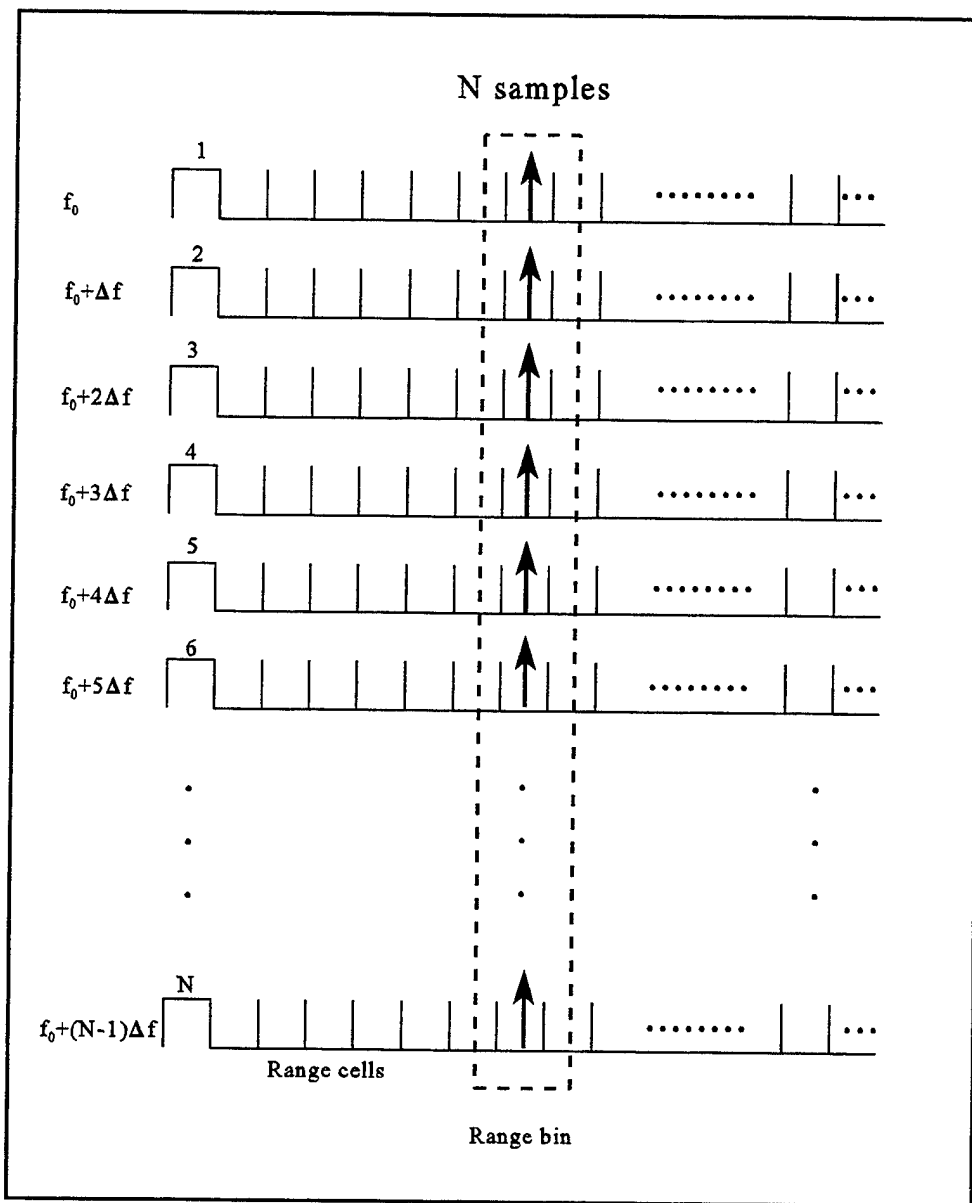 N samples
1
f₀
2
f₀+Δf
3
f₀+2Δf
4
f₀+3Δf
5
f₀+4Δf
6
f₀+5Δf
N
f₀+(N-1)Δf
Range cells
Range bin